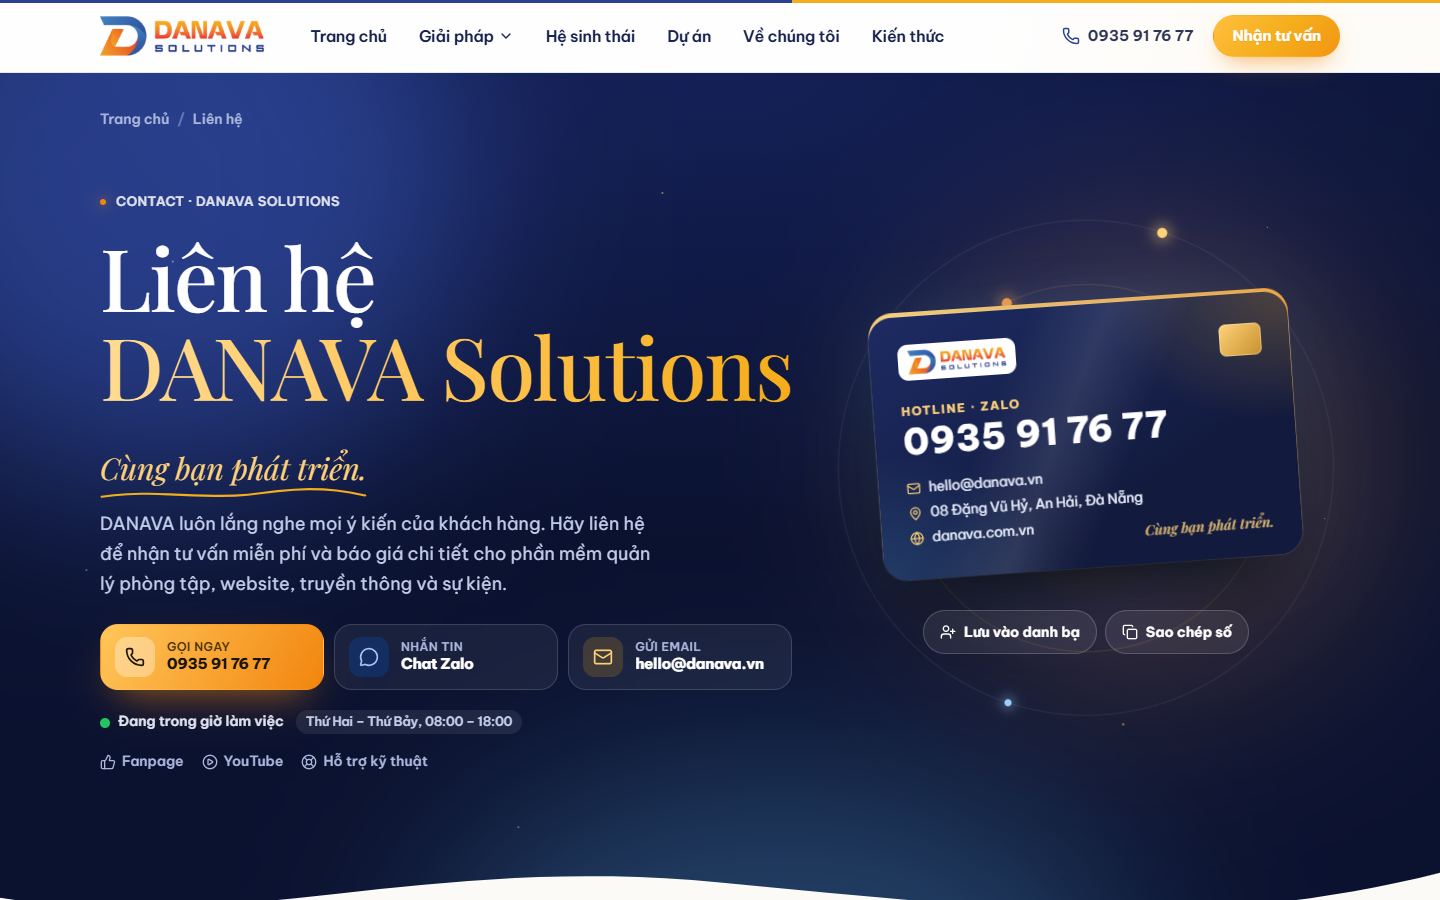 DANAVA
SOLUTIONS
Trang chủ
Giải pháp
Hệ sinh thái
Dự án
Về chúng tôi
Kiến thức
0935 91 76 77
Nhận tư vấn
Trang chủ / Liên hệ
CONTACT · DANAVA SOLUTIONS
Liên hệ
DANAVA Solutions
Cùng bạn phát triển.
DANAVA luôn lắng nghe mọi ý kiến của khách hàng. Hãy liên hệ
để nhận tư vấn miễn phí và báo giá chi tiết cho phần mềm quản
lý phòng tập, website, truyền thông và sự kiện.
GỌI NGAY
0935 91 76 77
NHẮN TIN
Chat Zalo
GỬI EMAIL
hello@danava.vn
Đang trong giờ làm việc
Thứ Hai – Thứ Bảy, 08:00 – 18:00
Fanpage
YouTube
Hỗ trợ kỹ thuật
DANAVA
SOLUTIONS
HOTLINE · ZALO
0935 91 76 77
hello@danava.vn
08 Đặng Vũ Hỷ, An Hải, Đà Nẵng
danava.com.vn
Cùng bạn phát triển.
Lưu vào danh bạ
Sao chép số